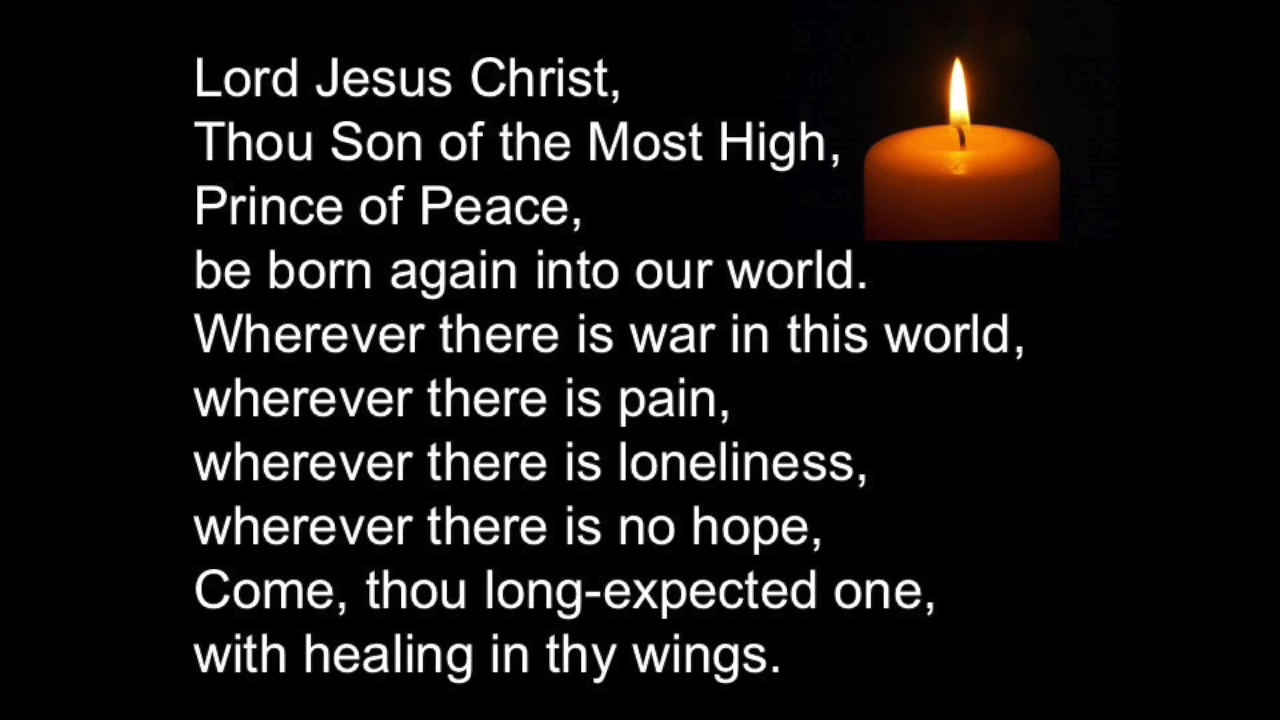 Lord Jesus Christ,
Thou Son of the Most High,
Prince of Peace,
be born again into our world.
Wherever there is war in this world,
wherever there is pain,
wherever there is loneliness,
wherever there is no hope,
Come, thou long-expected one,
with healing in thy wings.